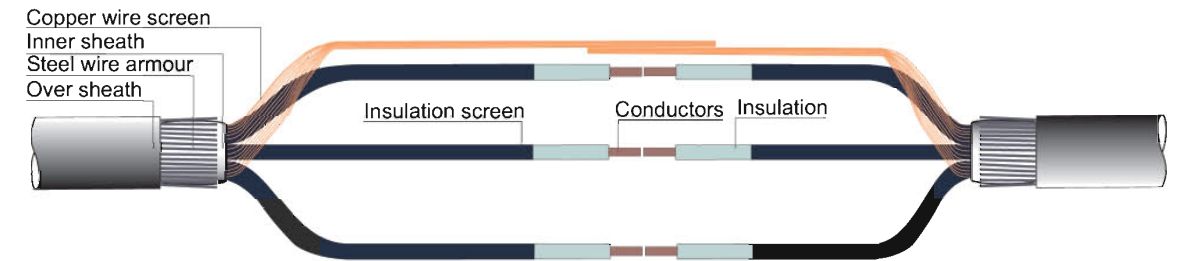 Copper wire screen
Inner sheath
Steel wire armour
Over sheath
Insulation screen
Conductors
Insulation